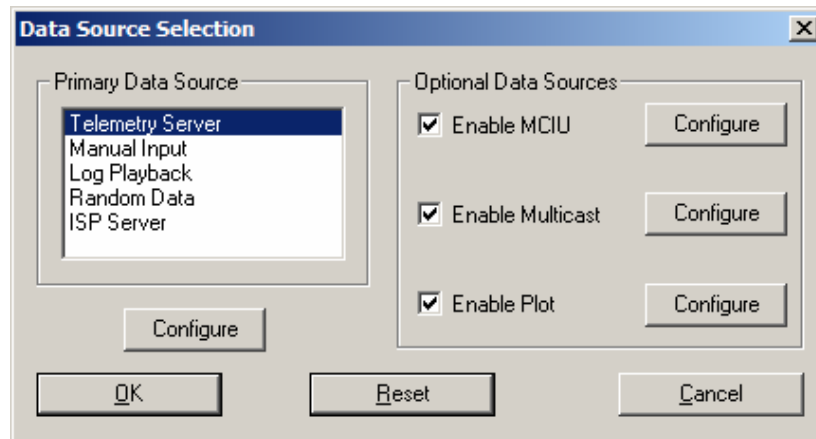 Data Source Selection
Primary Data Source
Telemetry Server
Manual Input
Log Playback
Random Data
ISP Server
Configure
Optional Data Sources
Enable MCIU
Configure
Enable Multicast
Configure
Enable Plot
Configure
OK
Reset
Cancel